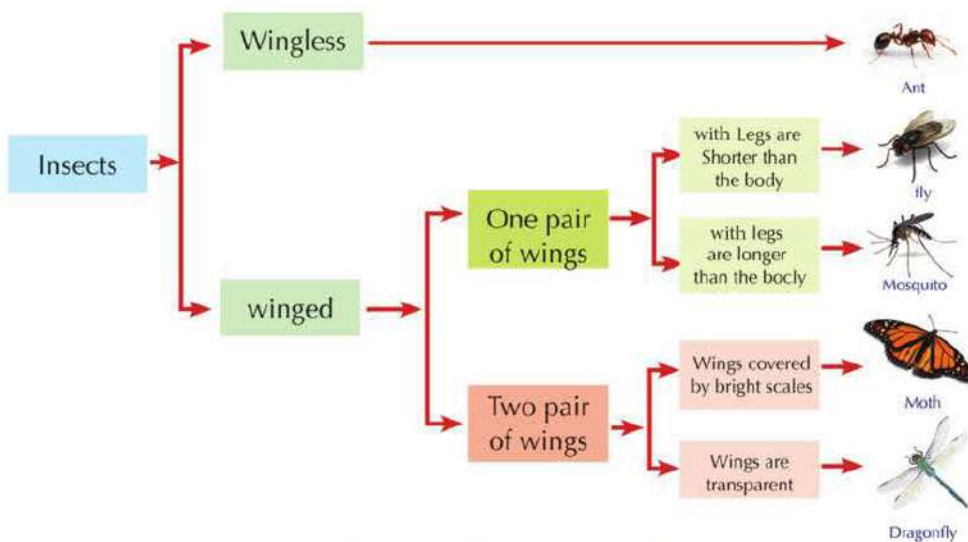 Wingless
Ant
Insects
with Legs are
Shorter than
the body
fly
One pair
of wings
with legs
are longer
than the bocly
Mosquito
winged
Wings covered
by bright scales
Moth
Two pair
of wings
Wings are
transparent
Dragonfly